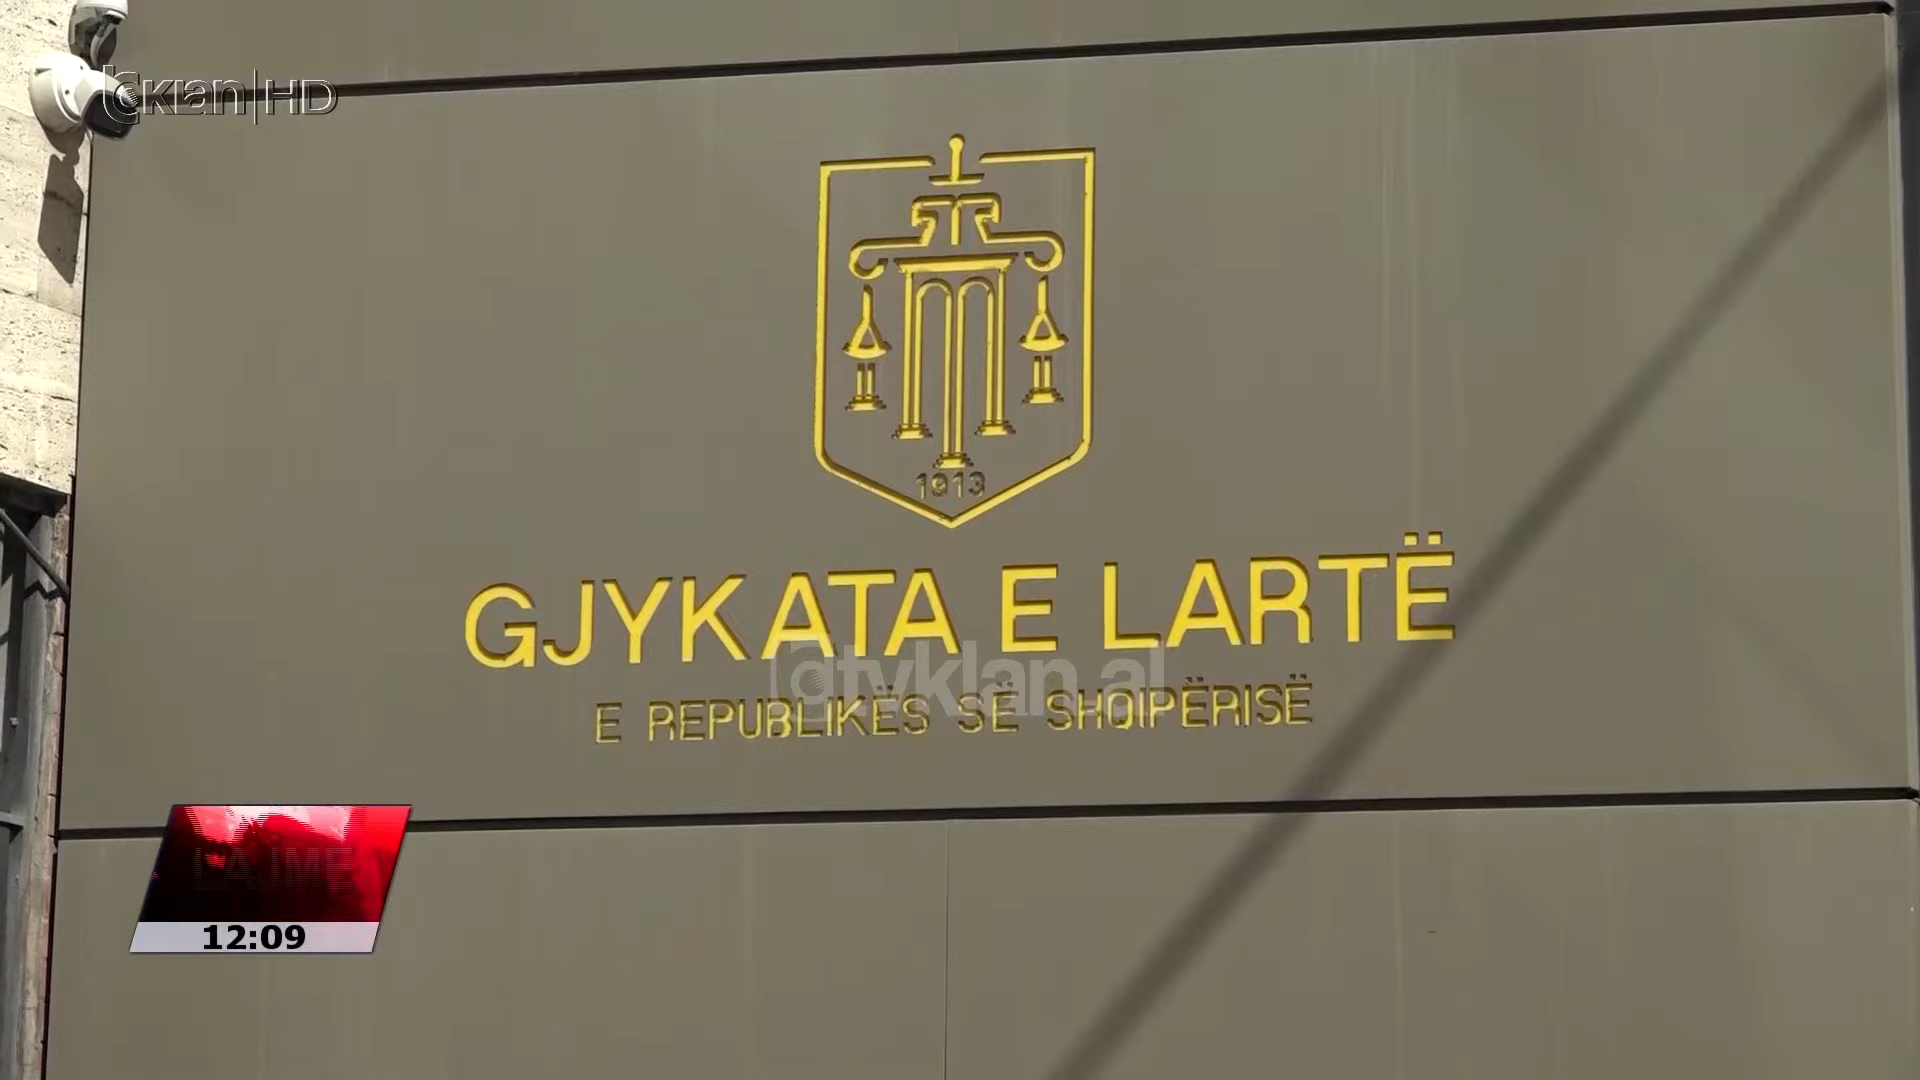 klan HD
1913
GJYKATA E LARTË
tvklan.al
E REPUBLIKËS SË SHQIPËRISË
LAJME
12:09